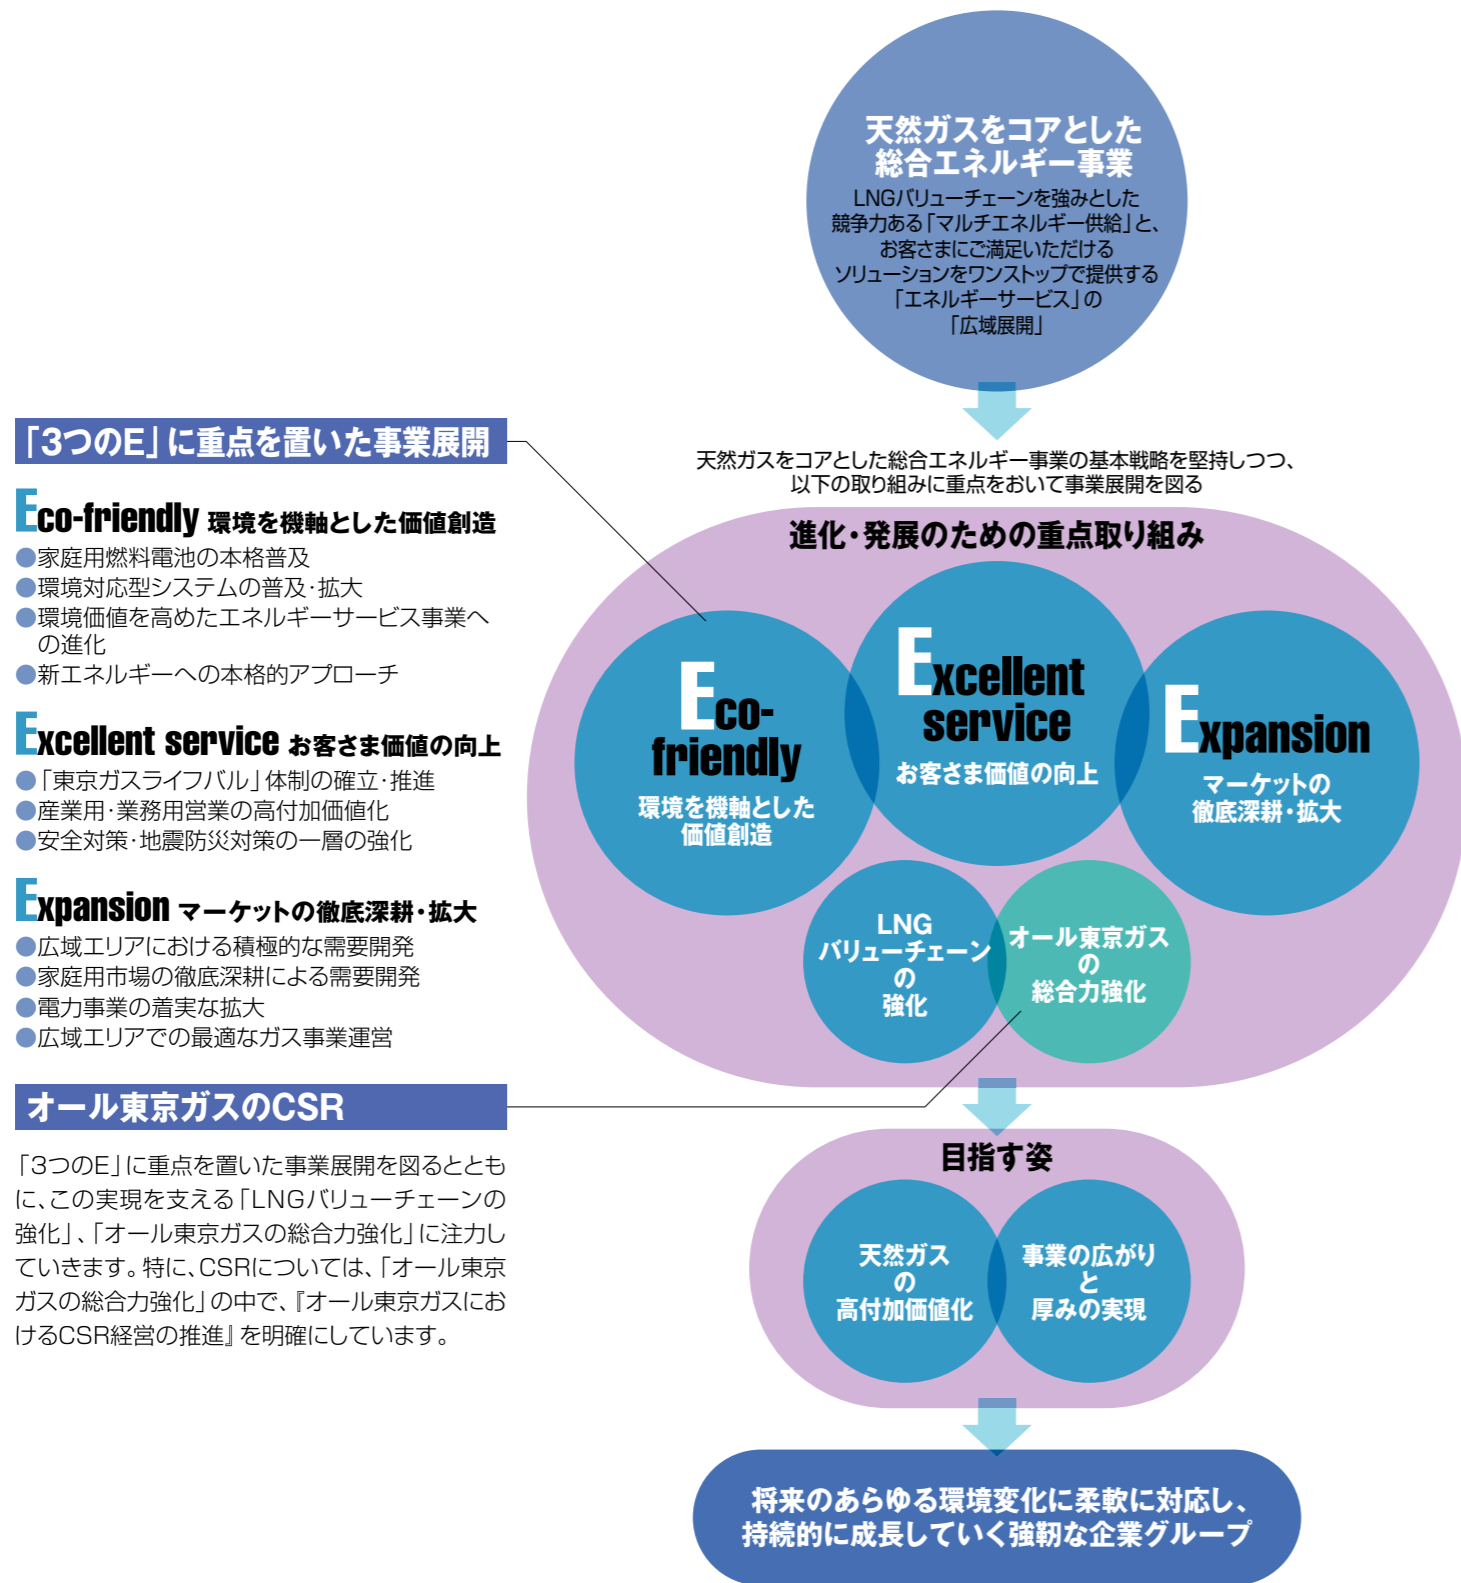 天然ガスをコアとした
総合エネルギー事業
LNGバリューチェーンを強みとした
競争力ある「マルチエネルギー供給」と、
お客さまにご満足いただける
ソリューションをワンストップで提供する
「エネルギーサービス」の
「広域展開」
天然ガスをコアとした総合エネルギー事業の基本戦略を堅持しつつ、
以下の取り組みに重点をおいて事業展開を図る
「3つのE」に重点を置いた事業展開
Eco-friendly 環境を機軸とした価値創造
●家庭用燃料電池の本格普及
●環境対応型システムの普及・拡大
●環境価値を高めたエネルギーサービス事業へ
の進化
●新エネルギーへの本格的アプローチ
Excellent service お客さま価値の向上
●「東京ガスライフバル」体制の確立・推進
●産業用・業務用営業の高付加価値化
●安全対策・地震防災対策の一層の強化
Expansion マーケットの徹底深耕・拡大
●広域エリアにおける積極的な需要開発
●家庭用市場の徹底深耕による需要開発
●電力事業の着実な拡大
●広域エリアでの最適なガス事業運営
オール東京ガスのCSR
「3つのE」に重点を置いた事業展開を図るととも
に、この実現を支える「LNGバリューチェーンの
強化」、「オール東京ガスの総合力強化」に注力し
ていきます。特に、CSRについては、「オール東京
ガスの総合力強化」の中で、『オール東京ガスにお
けるCSR経営の推進』を明確にしています。
進化・発展のための重点取り組み
Eco-
friendly
環境を機軸とした
価値創造
Excellent
service
お客さま価値の向上
Expansion
マーケットの
徹底深耕・拡大
LNG
バリューチェーン
の
強化
オール東京ガス
の
総合力強化
目指す姿
天然ガス
の
高付加価値化
事業の広がり
と
厚みの実現
将来のあらゆる環境変化に柔軟に対応し、
持続的に成長していく強靭な企業グループ